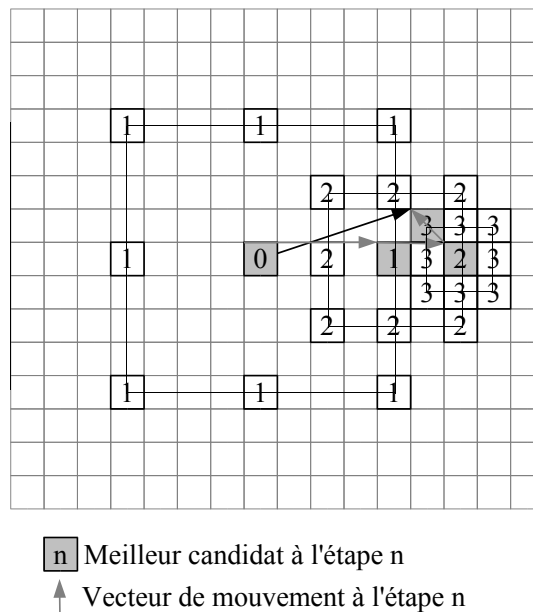 1 1 1
2 2 2
3 3 3
1 0 2 1 3 2 3
3 3 3
2 2 2
1 1 1
n Meilleur candidat à l'étape n
Vecteur de mouvement à l'étape n